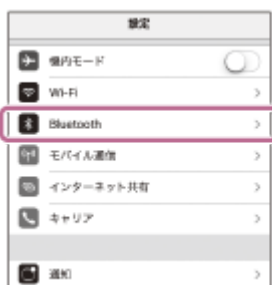 設定
機内モード
Wi-Fi
Bluetooth
モバイル通信
インターネット共有
キャリア
通知